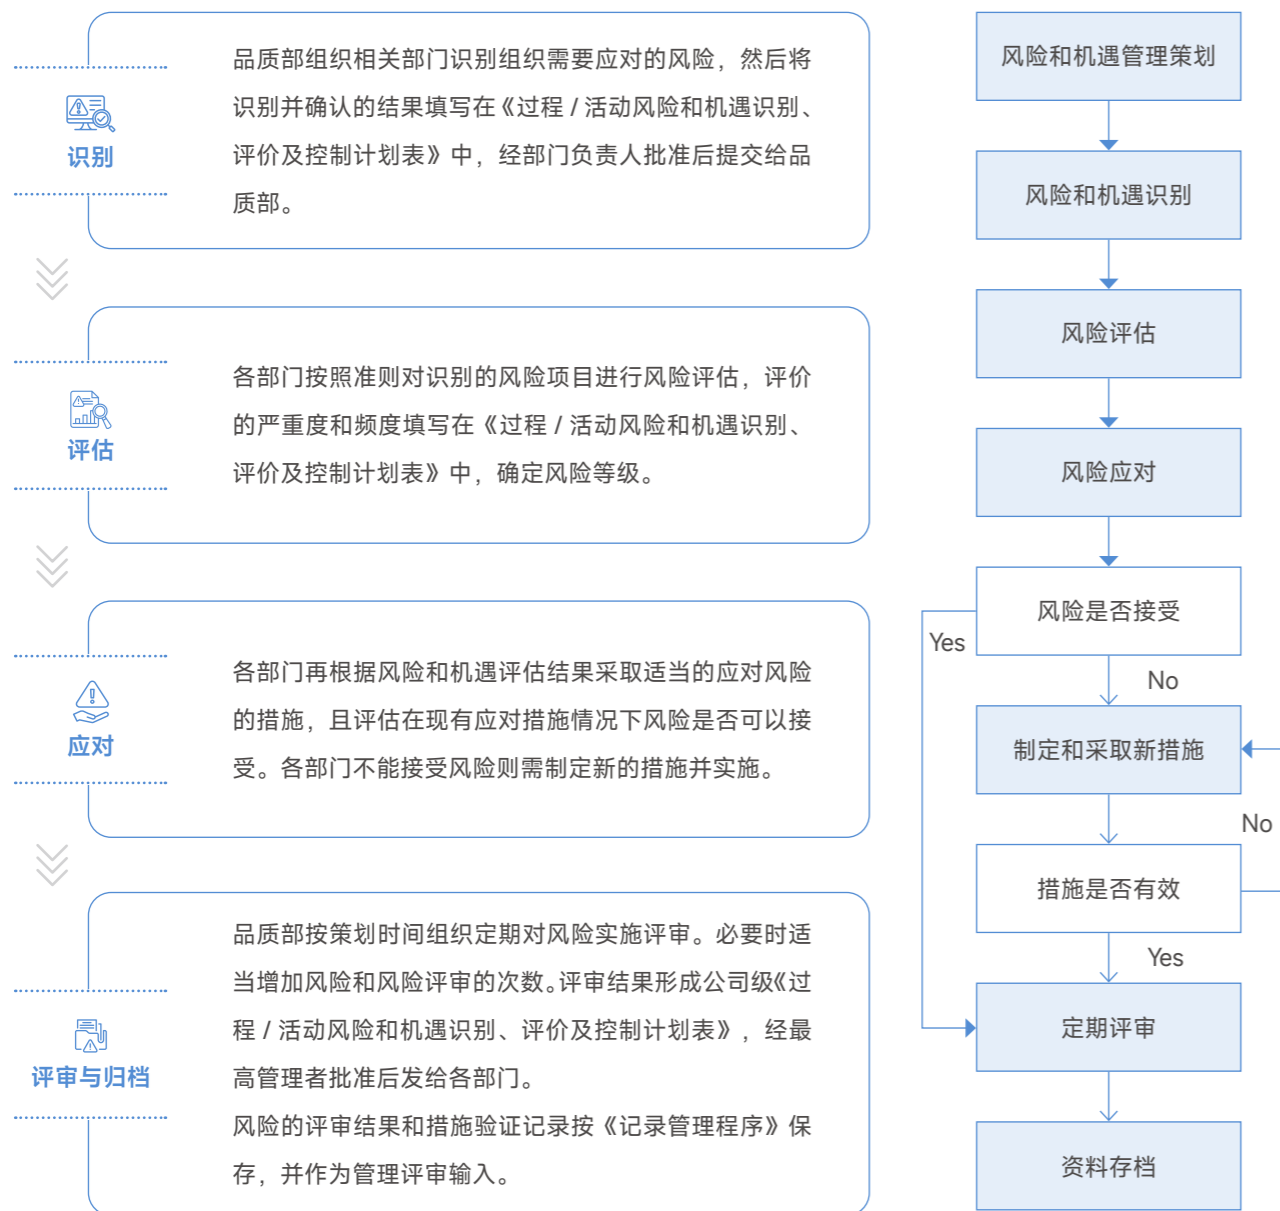 识别
品质部组织相关部门识别组织需要应对的风险，然后将
识别并确认的结果填写在《过程 / 活动风险和机遇识别、
评价及控制计划表》中，经部门负责人批准后提交给品
质部。
评估
各部门按照准则对识别的风险项目进行风险评估，评价
的严重度和频度填写在《过程 / 活动风险和机遇识别、
评价及控制计划表》中，确定风险等级。
应对
各部门再根据风险和机遇评估结果采取适当的应对风险
的措施，且评估在现有应对措施情况下风险是否可以接
受。各部门不能接受风险则需制定新的措施并实施。
评审与归档
品质部按策划时间组织定期对风险实施评审。必要时适
当增加风险和风险评审的次数。评审结果形成公司级《过
程 / 活动风险和机遇识别、评价及控制计划表》，经最
高管理者批准后发给各部门。
风险的评审结果和措施验证记录按《记录管理程序》保
存，并作为管理评审输入。
风险和机遇管理策划
风险和机遇识别
风险评估
风险应对
风险是否接受
Yes
No
制定和采取新措施
No
措施是否有效
Yes
定期评审
资料存档